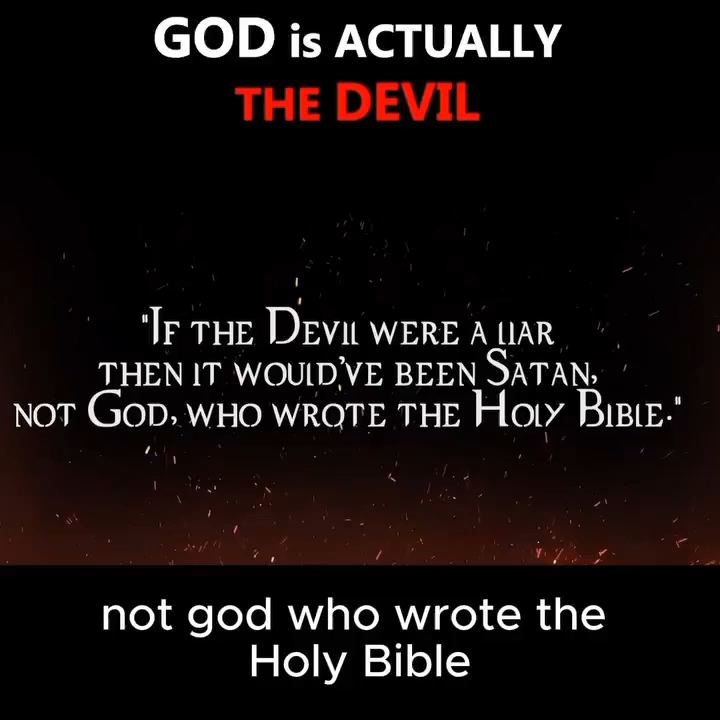 GOD is ACTUALLY
THE DEVIL
"If the Devil were a liar
then it would've been Satan,
not God, who wrote the Holy Bible."
not god who wrote the
Holy Bible